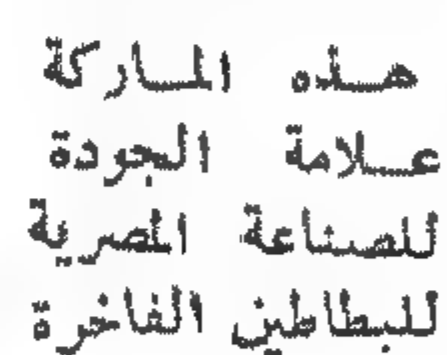 هذه الماركة
علامة الجودة
للصناعة المصرية
للبطاطين الفاخرة